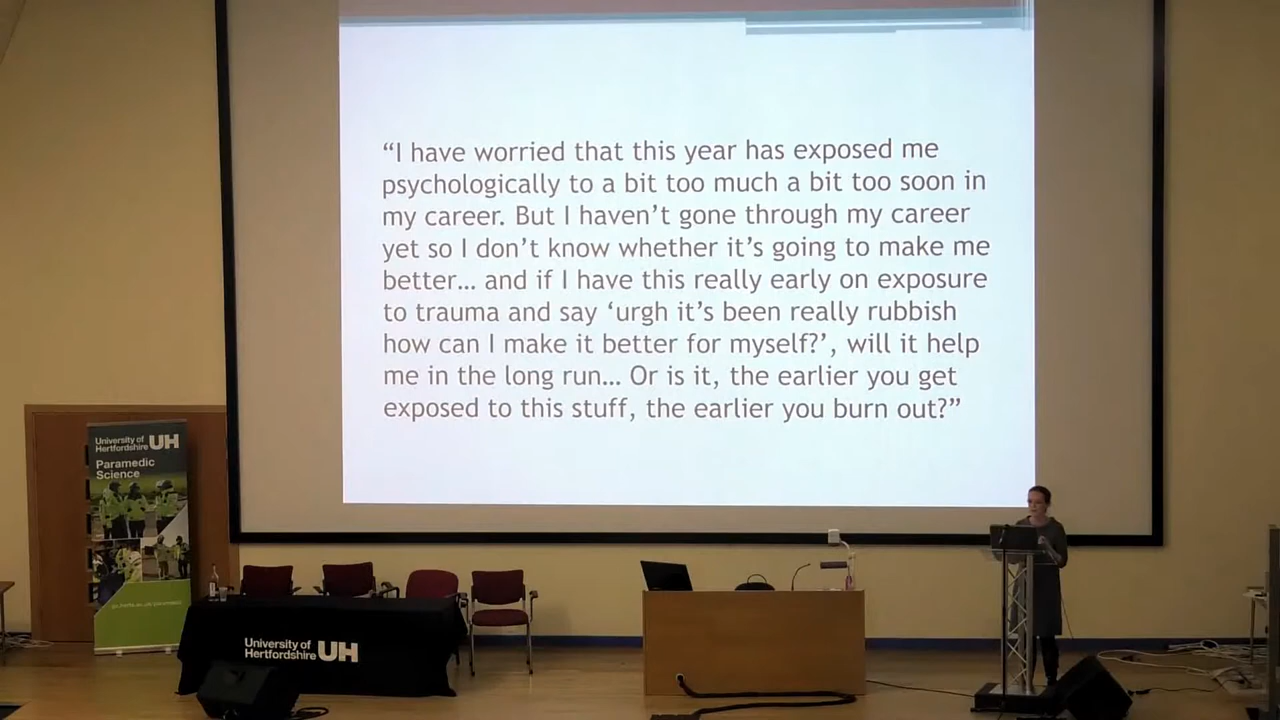 “I have worried that this year has exposed me
psychologically to a bit too much a bit too soon in
my career. But I haven’t gone through my career
yet so I don’t know whether it’s going to make me
better… and if I have this really early on exposure
to trauma and say ‘urgh it’s been really rubbish
how can I make it better for myself?’, will it help
me in the long run… Or is it, the earlier you get
exposed to this stuff, the earlier you burn out?”
University of
Hertfordshire UH
Paramedic
Science
University of
Hertfordshire UH